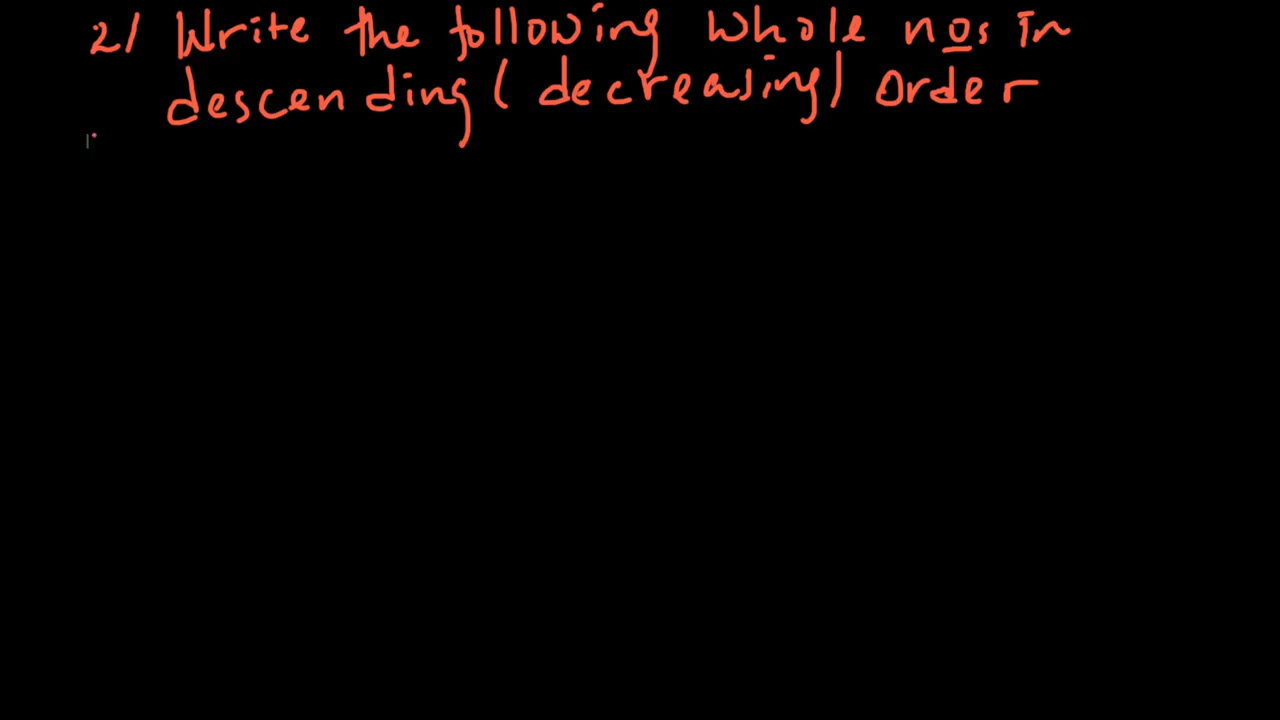 2) Write the following whole nos in
descending (decreasing) order